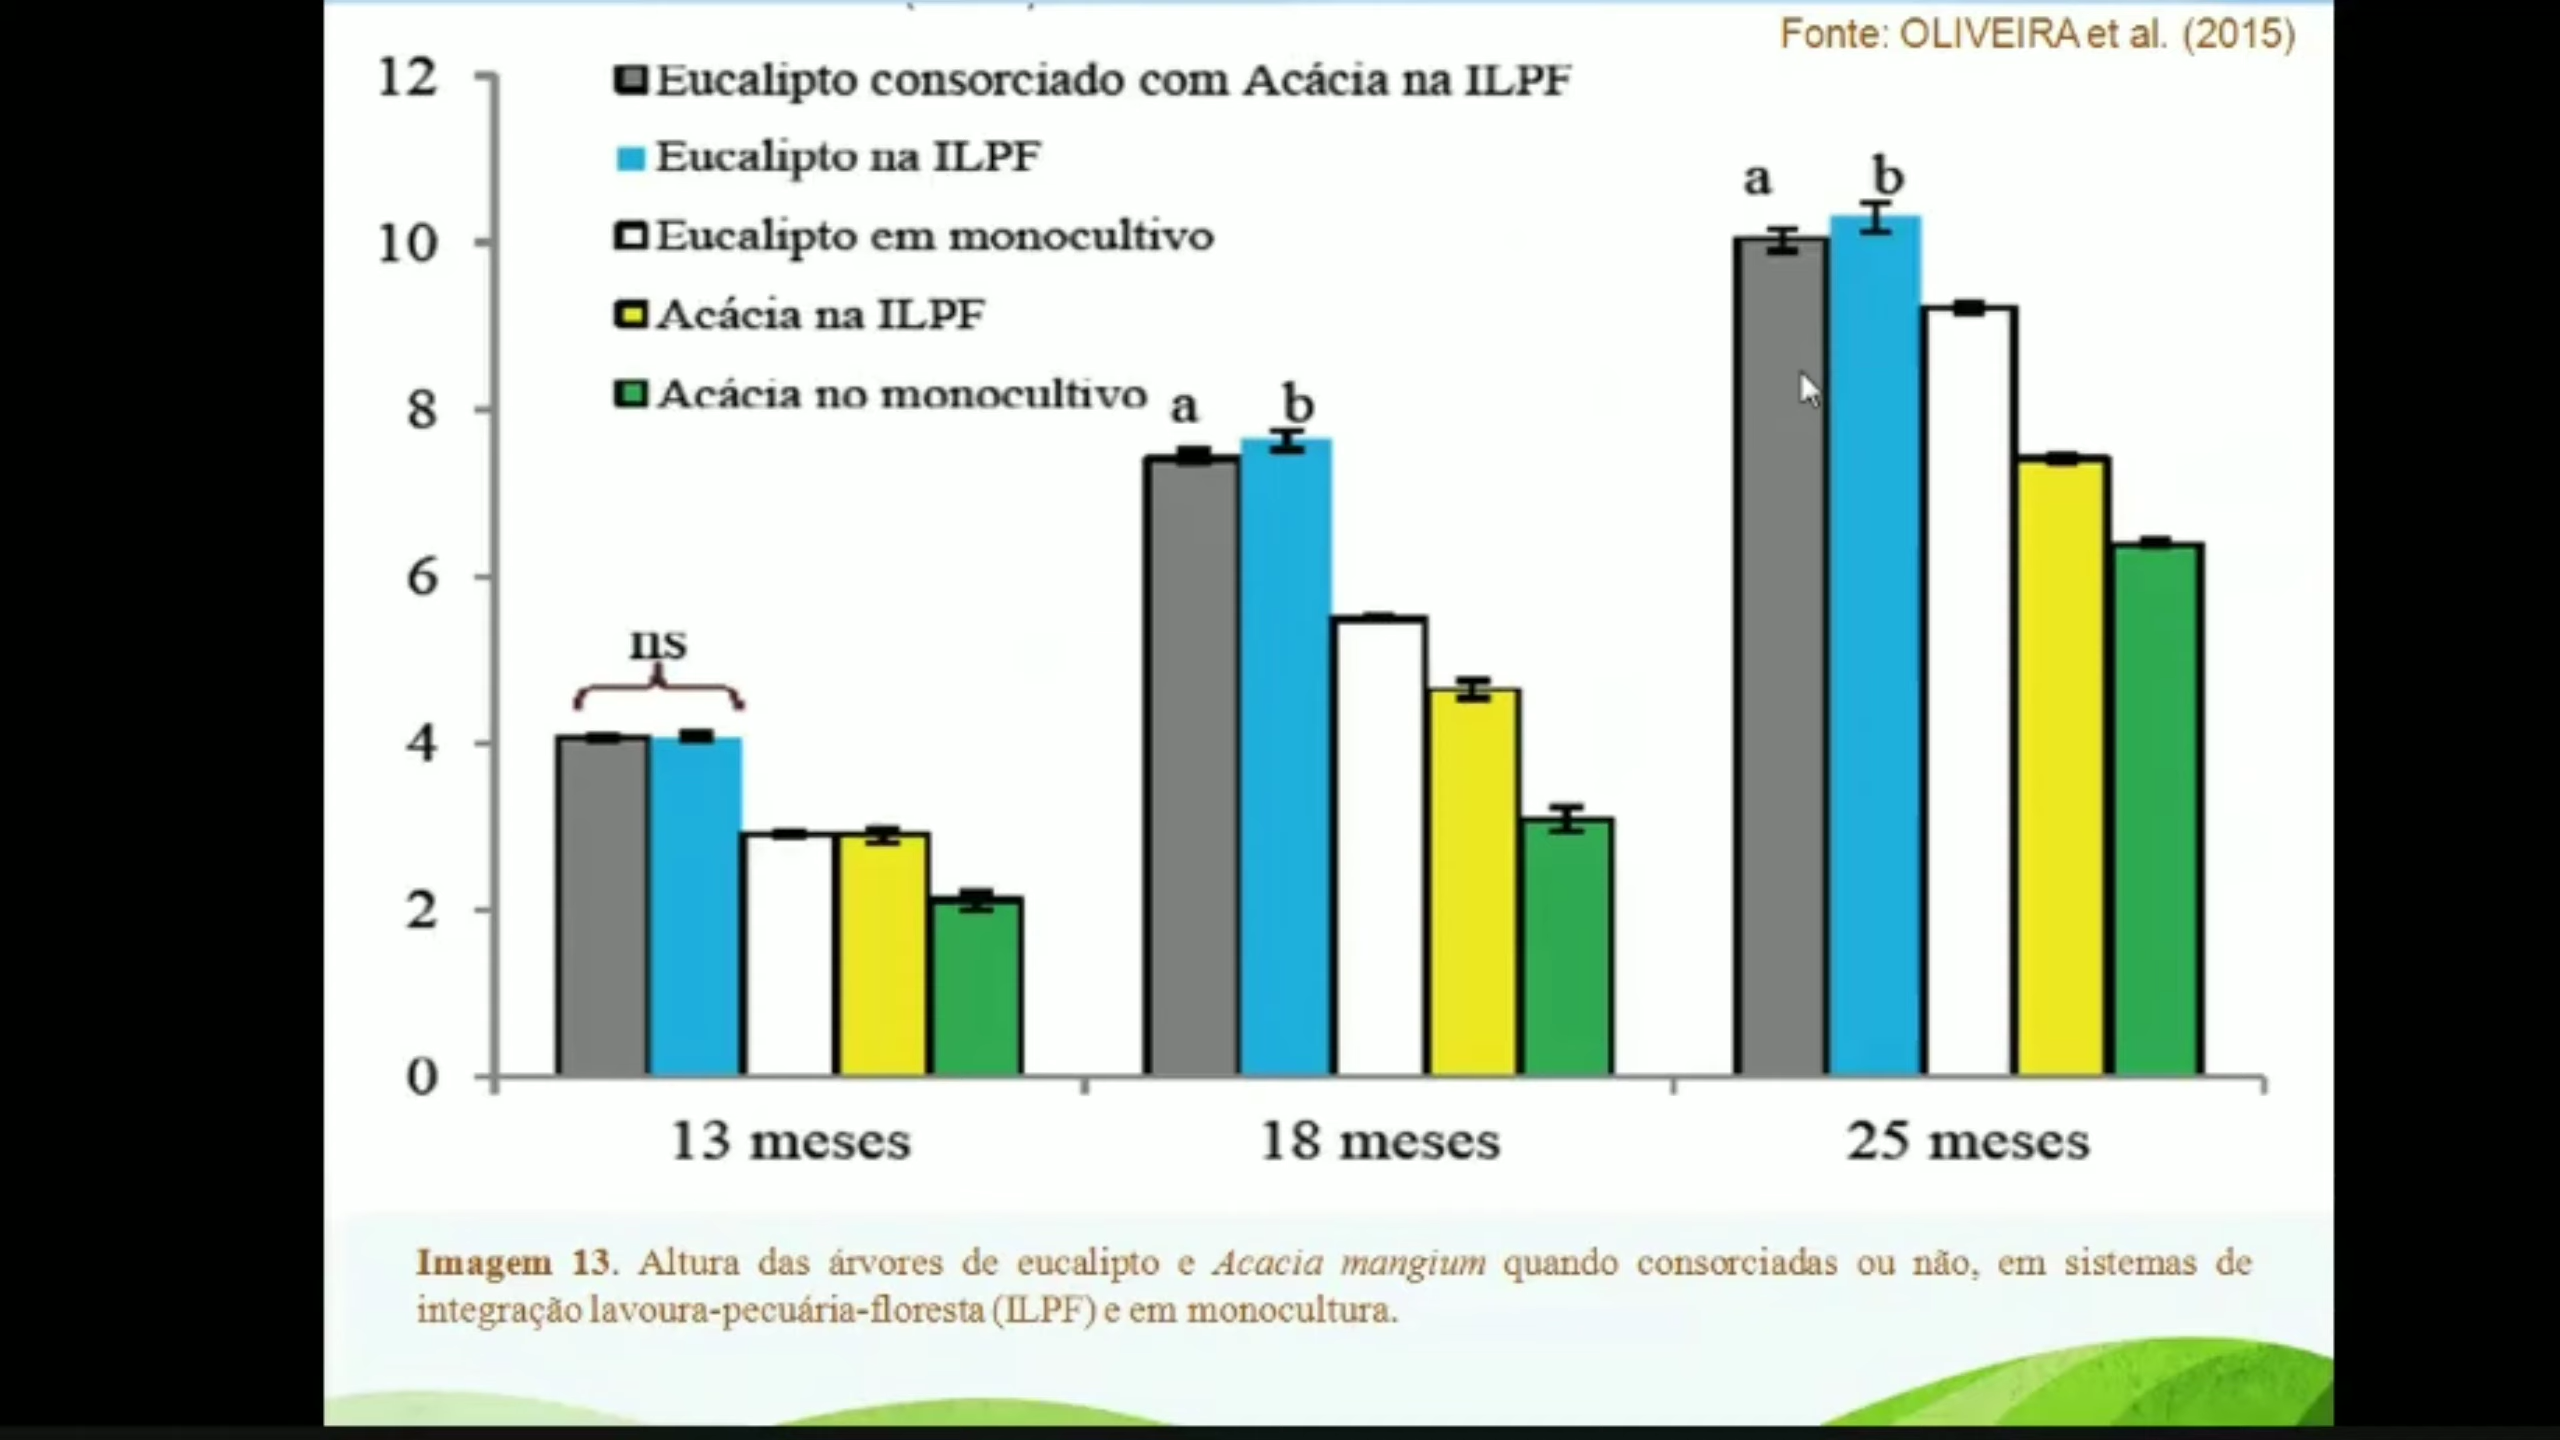 Fonte: OLIVEIRA et al. (2015)
12
Eucalipto consorciado com Acácia na ILPF
Eucalipto na ILPF
a b
10
Eucalipto em monocultivo
Acácia na ILPF
8
Acácia no monocultivo
a b
6
ns
4
2
0
13 meses 18 meses 25 meses
Imagem 13. Altura das árvores de eucalipto e Acacia mangium quando consorciadas ou não, em sistemas de
integração lavoura-pecuária-floresta (ILPF) e em monocultura.